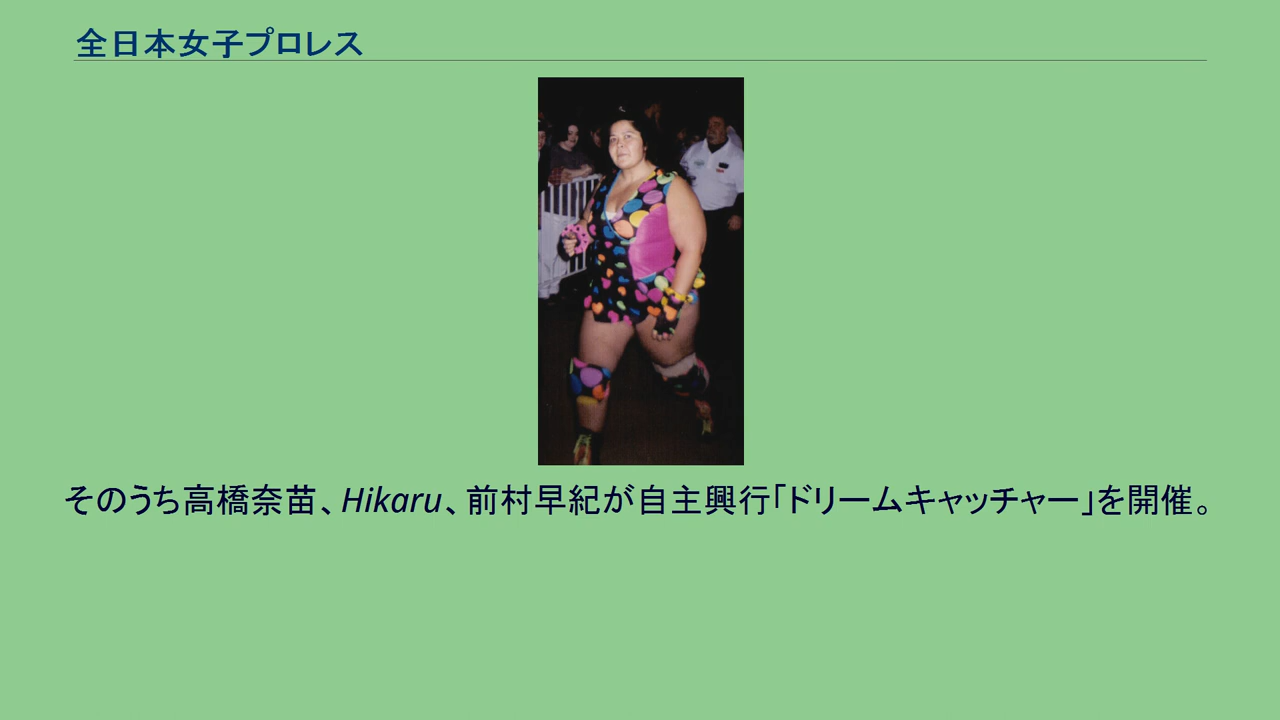 全日本女子プロレス
そのうち高橋奈苗、Hikaru、前村早紀が自主興行｢ドリームキャッチャー｣を開催。